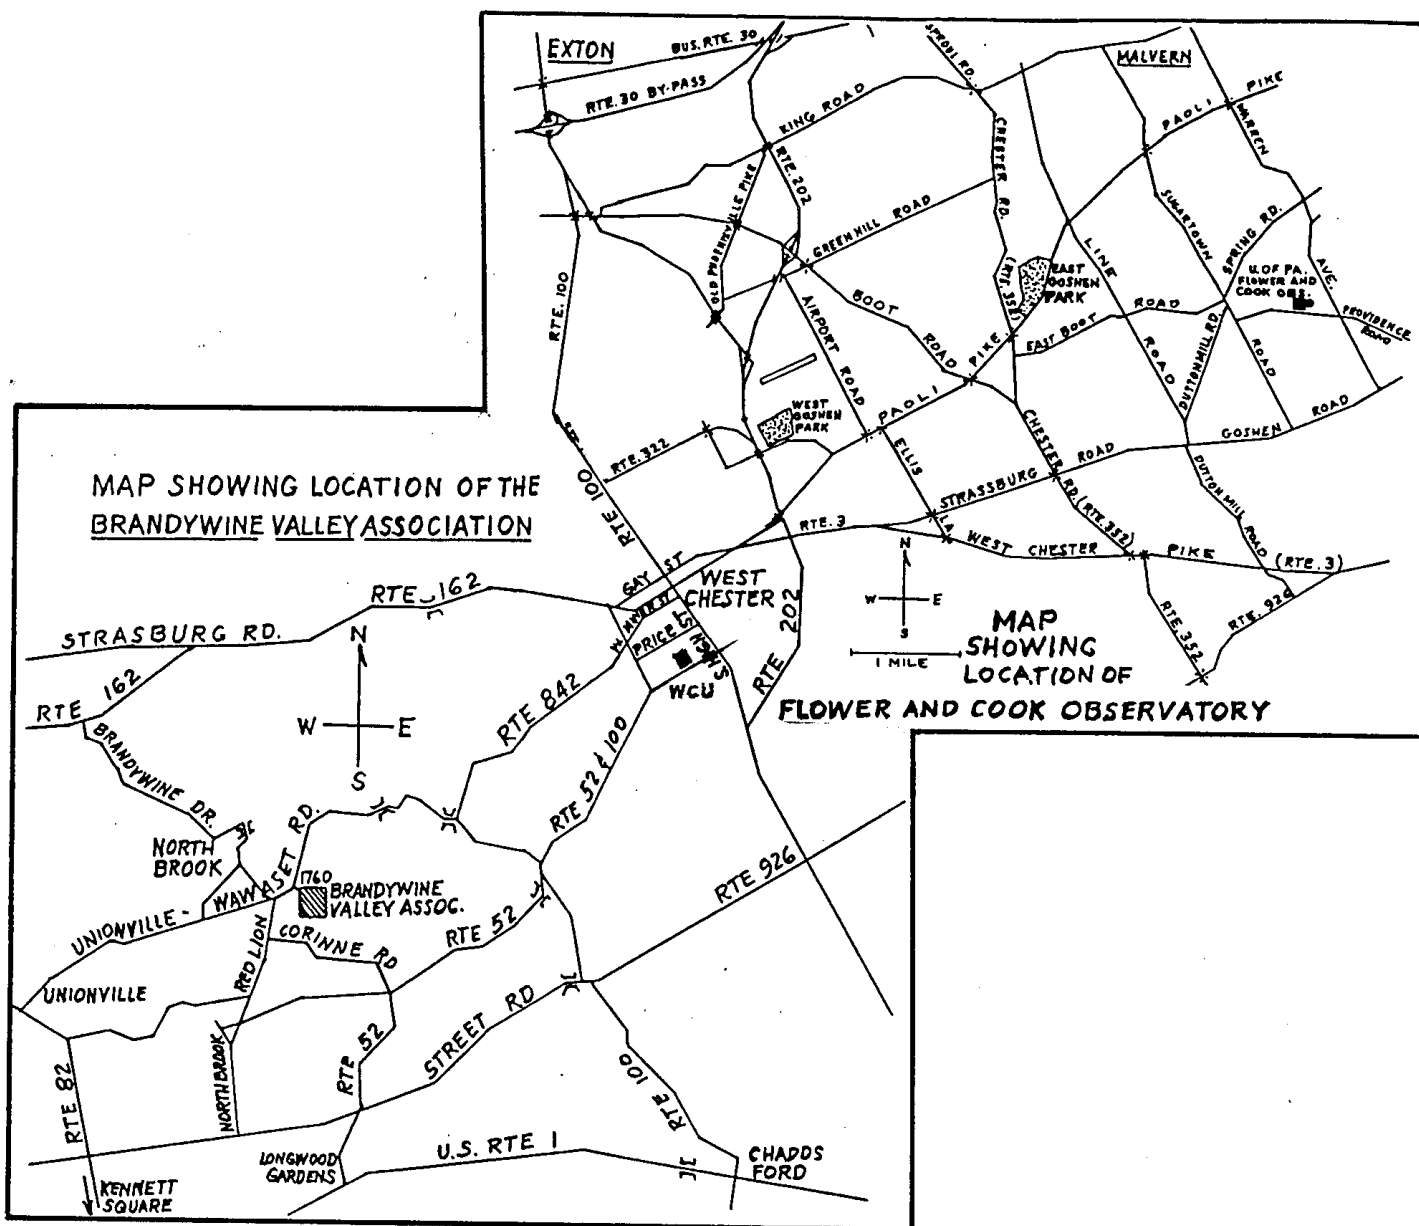 EXTON
BUS. RTE. 30
RTE. 30 BY-PASS
SPROUL RD.
MALVERN
PAOLI PIKE
WARREN
AVE.
KING ROAD
RTE. 202
OLD PHOENIXVILLE PIKE
CHESTER RD.
(RTE. 352)
GREENHILL ROAD
SUGARTOWN
ROAD
SPRING RD.
LINE
ROAD
U. OF PA.
FLOWER AND
COOK OBS.
EAST
GOSHEN
PARK
RTE. 100
AIRPORT ROAD
BOOT
ROAD
PIKE
PAOLI
EAST BOOT
ROAD
DUTTON MILL RD.
PROVIDENCE
ROAD
WEST
GOSHEN
PARK
RTE. 322
ELLIS
LA.
CHESTER
RD. (RTE. 352)
STRASSBURG ROAD
GOSHEN ROAD
DUTTON MILL ROAD
RTE. 3
WEST CHESTER PIKE (RTE. 3)
RTE. 926
RTE. 352
N
W E
S
1 MILE
MAP
SHOWING
LOCATION OF
FLOWER AND COOK OBSERVATORY
MAP SHOWING LOCATION OF THE
BRANDYWINE VALLEY ASSOCIATION
RTE 100
GAY ST
WEST
CHESTER
W. MARKET ST
PRICE ST
S HIGH
WCU
RTE 202
RTE 162
STRASBURG RD.
RTE 162
N
W E
S
RTE 842
RTE 52 & 100
BRANDYWINE DR.
NORTH
BROOK
UNIONVILLE - WAWASET RD.
1760
BRANDYWINE
VALLEY ASSOC.
RTE 926
RED LION
CORINNE RD
RTE 52
UNIONVILLE
NORTHBROOK
RTE 52
STREET RD
RTE 82
RTE 100
LONGWOOD
GARDENS
U.S. RTE 1
CHADDS
FORD
KENNETT
SQUARE